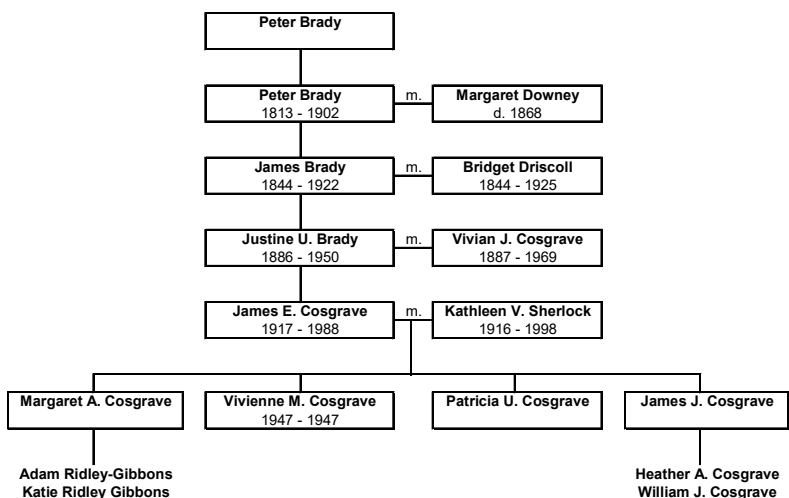 Peter Brady
Peter Brady m. Margaret Downey
1813 - 1902 d. 1868
James Brady m. Bridget Driscoll
1844 - 1922 1844 - 1925
Justine U. Brady m. Vivian J. Cosgrave
1886 - 1950 1887 - 1969
James E. Cosgrave m. Kathleen V. Sherlock
1917 - 1988 1916 - 1998
Margaret A. Cosgrave Vivienne M. Cosgrave Patricia U. Cosgrave James J. Cosgrave
1947 - 1947
Adam Ridley-Gibbons Heather A. Cosgrave
Katie Ridley Gibbons William J. Cosgrave